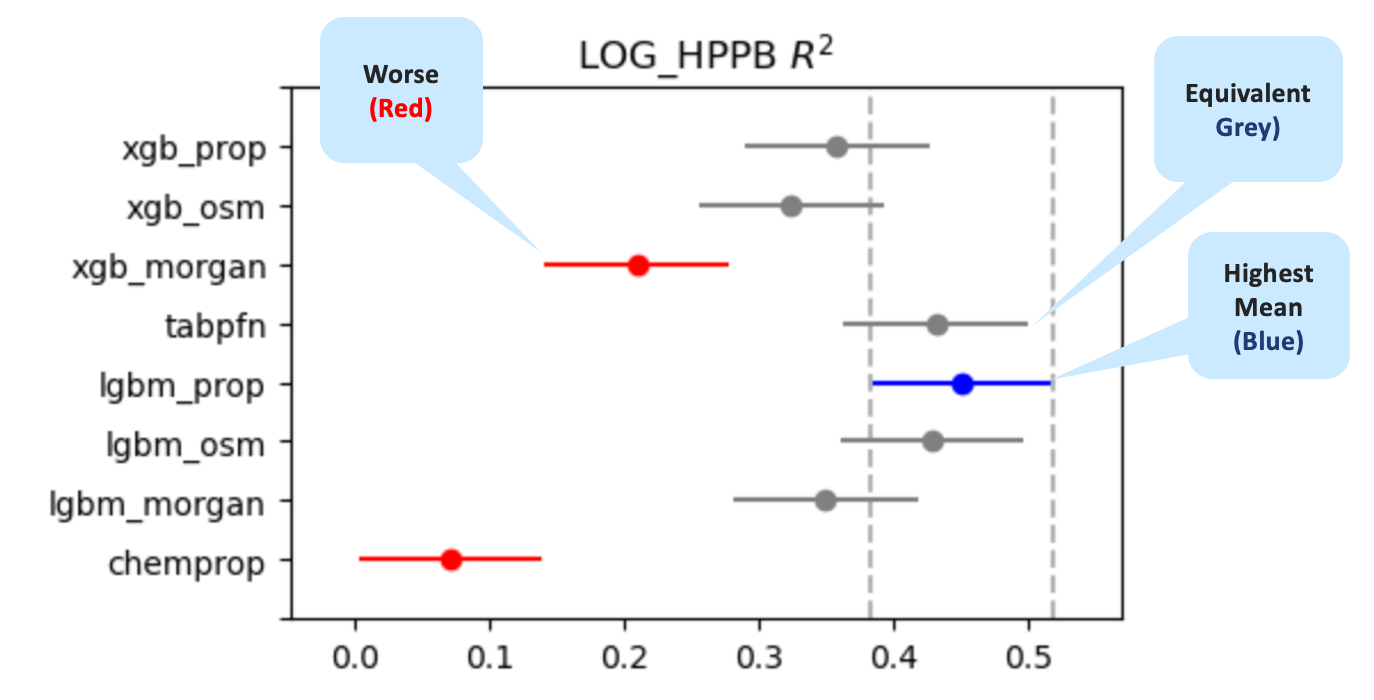 LOG_HPPB R²
Worse
(Red)
Equivalent
Grey)
Highest
Mean
(Blue)
xgb_prop
xgb_osm
xgb_morgan
tabpfn
lgbm_prop
lgbm_osm
lgbm_morgan
chemprop
0.0 0.1 0.2 0.3 0.4 0.5